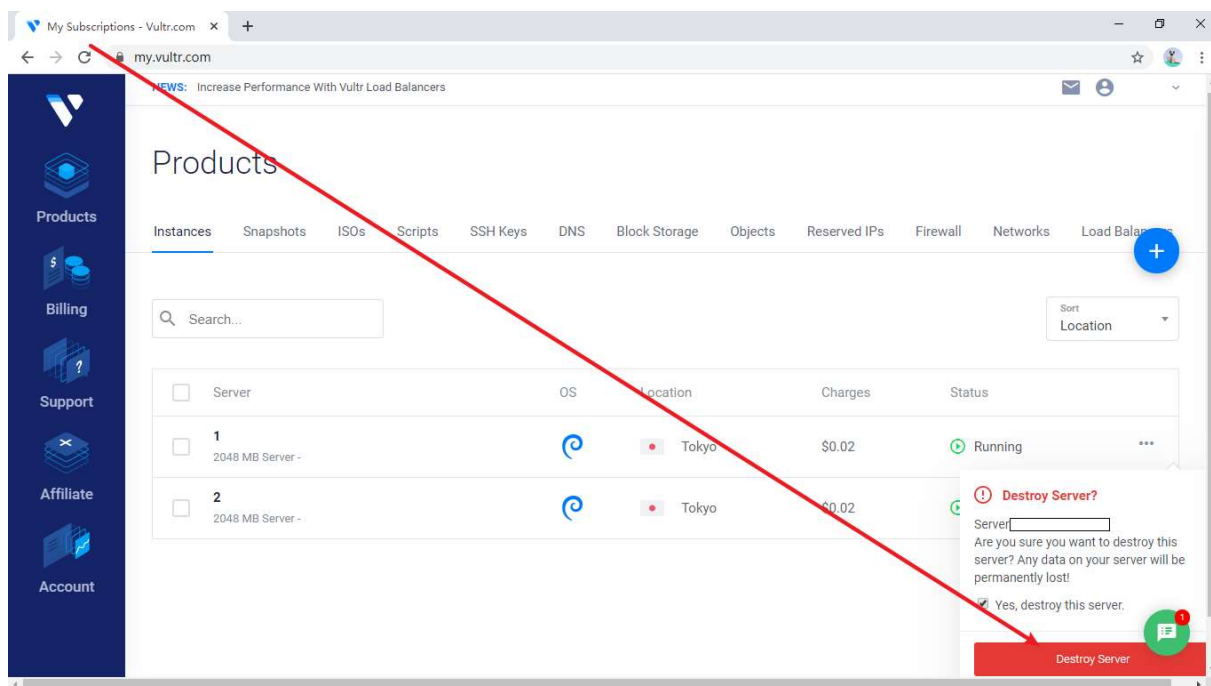 My Subscriptions - Vultr.com
my.vultr.com
NEWS: Increase Performance With Vultr Load Balancers
Products
Products
Instances Snapshots ISOs Scripts SSH Keys DNS Block Storage Objects Reserved IPs Firewall Networks Load Balancers
$
Billing
Search...
Sort
Location
?
Support
Server OS Location Charges Status
1
2048 MB Server -
Tokyo $0.02 Running
Affiliate
2
2048 MB Server -
Tokyo $0.02
Destroy Server?
Server
Are you sure you want to destroy this
server? Any data on your server will be
permanently lost!
Account
Yes, destroy this server.
1
Destroy Server